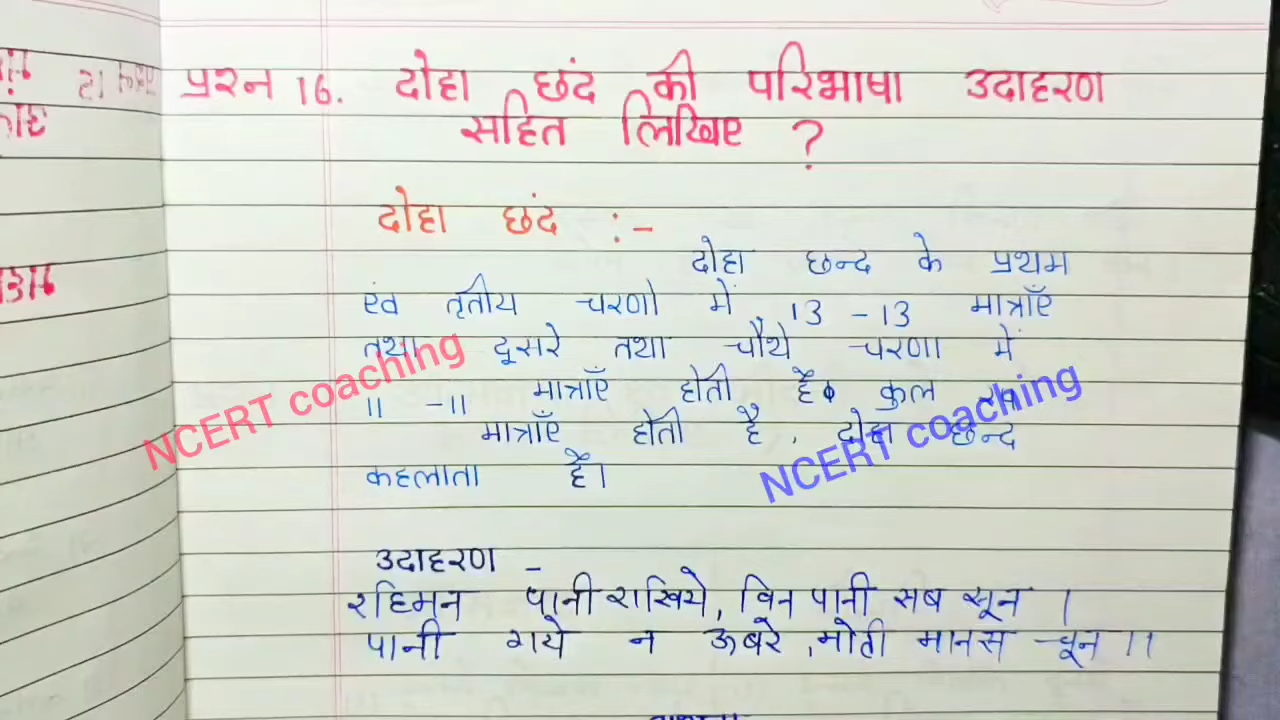 प्रश्न 16. दोहा छंद की परिभाषा उदाहरण
सहित लिखिए ?
दोहा छंद :-
दोहा छन्द के प्रथम
एंव तृतीय चरणो में 13 - 13 मात्राएँ
तथा दूसरे तथा चौथे चरणा में
11 - 11 मात्राएँ होती है। कुल
मात्राएँ होती है, दोहा छन्द
कहलाता है।
NCERT coaching
NCERT coaching
उदाहरण -
रहिमन पानी राखिये, विन पानी सब सून ।
पानी गये न ऊबरे, मोती मानस चून ।।